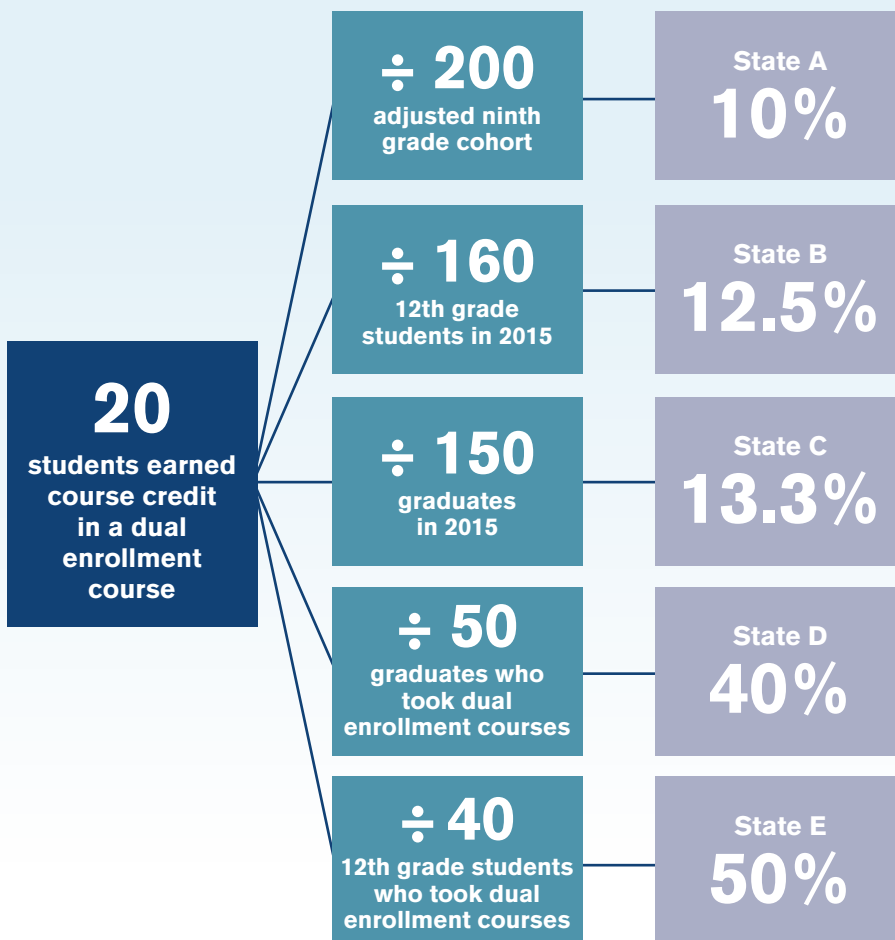 20
students earned
course credit
in a dual
enrollment
course
÷ 200
adjusted ninth
grade cohort
State A
10%
÷ 160
12th grade
students in 2015
State B
12.5%
÷ 150
graduates
in 2015
State C
13.3%
÷ 50
graduates who
took dual
enrollment courses
State D
40%
÷ 40
12th grade students
who took dual
enrollment courses
State E
50%